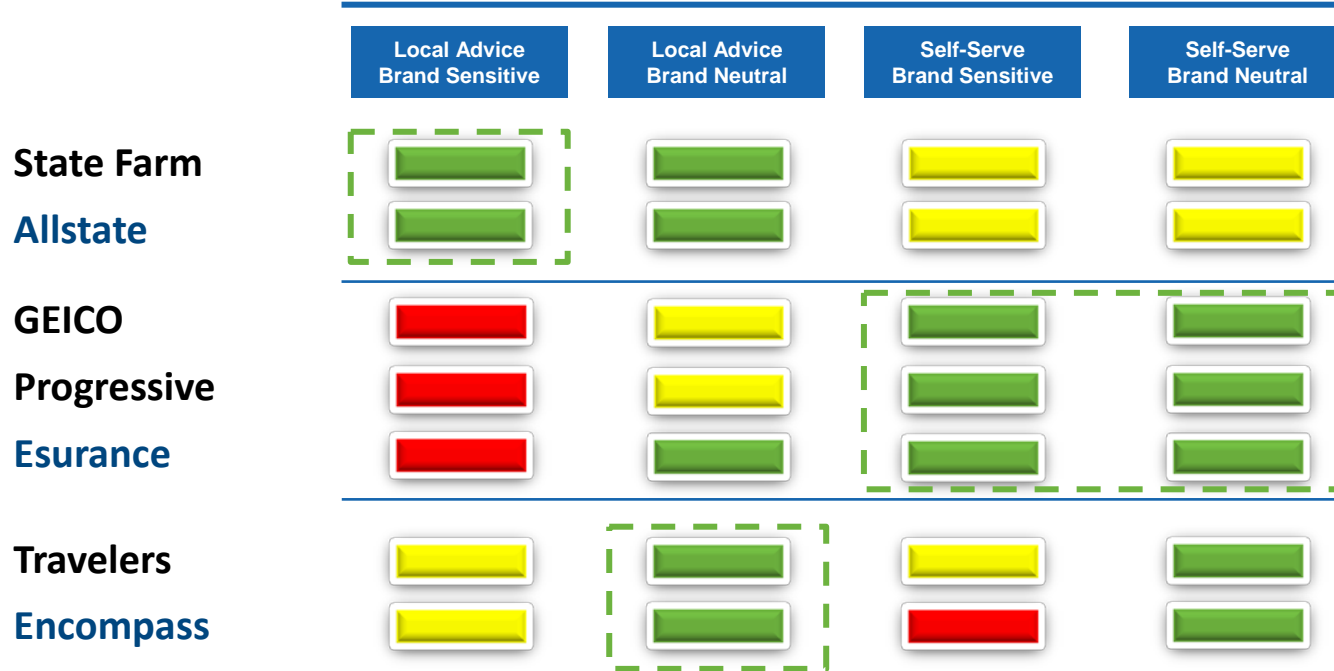 Local Advice
Brand Sensitive
Local Advice
Brand Neutral
Self-Serve
Brand Sensitive
Self-Serve
Brand Neutral
State Farm
Allstate
GEICO
Progressive
Esurance
Travelers
Encompass